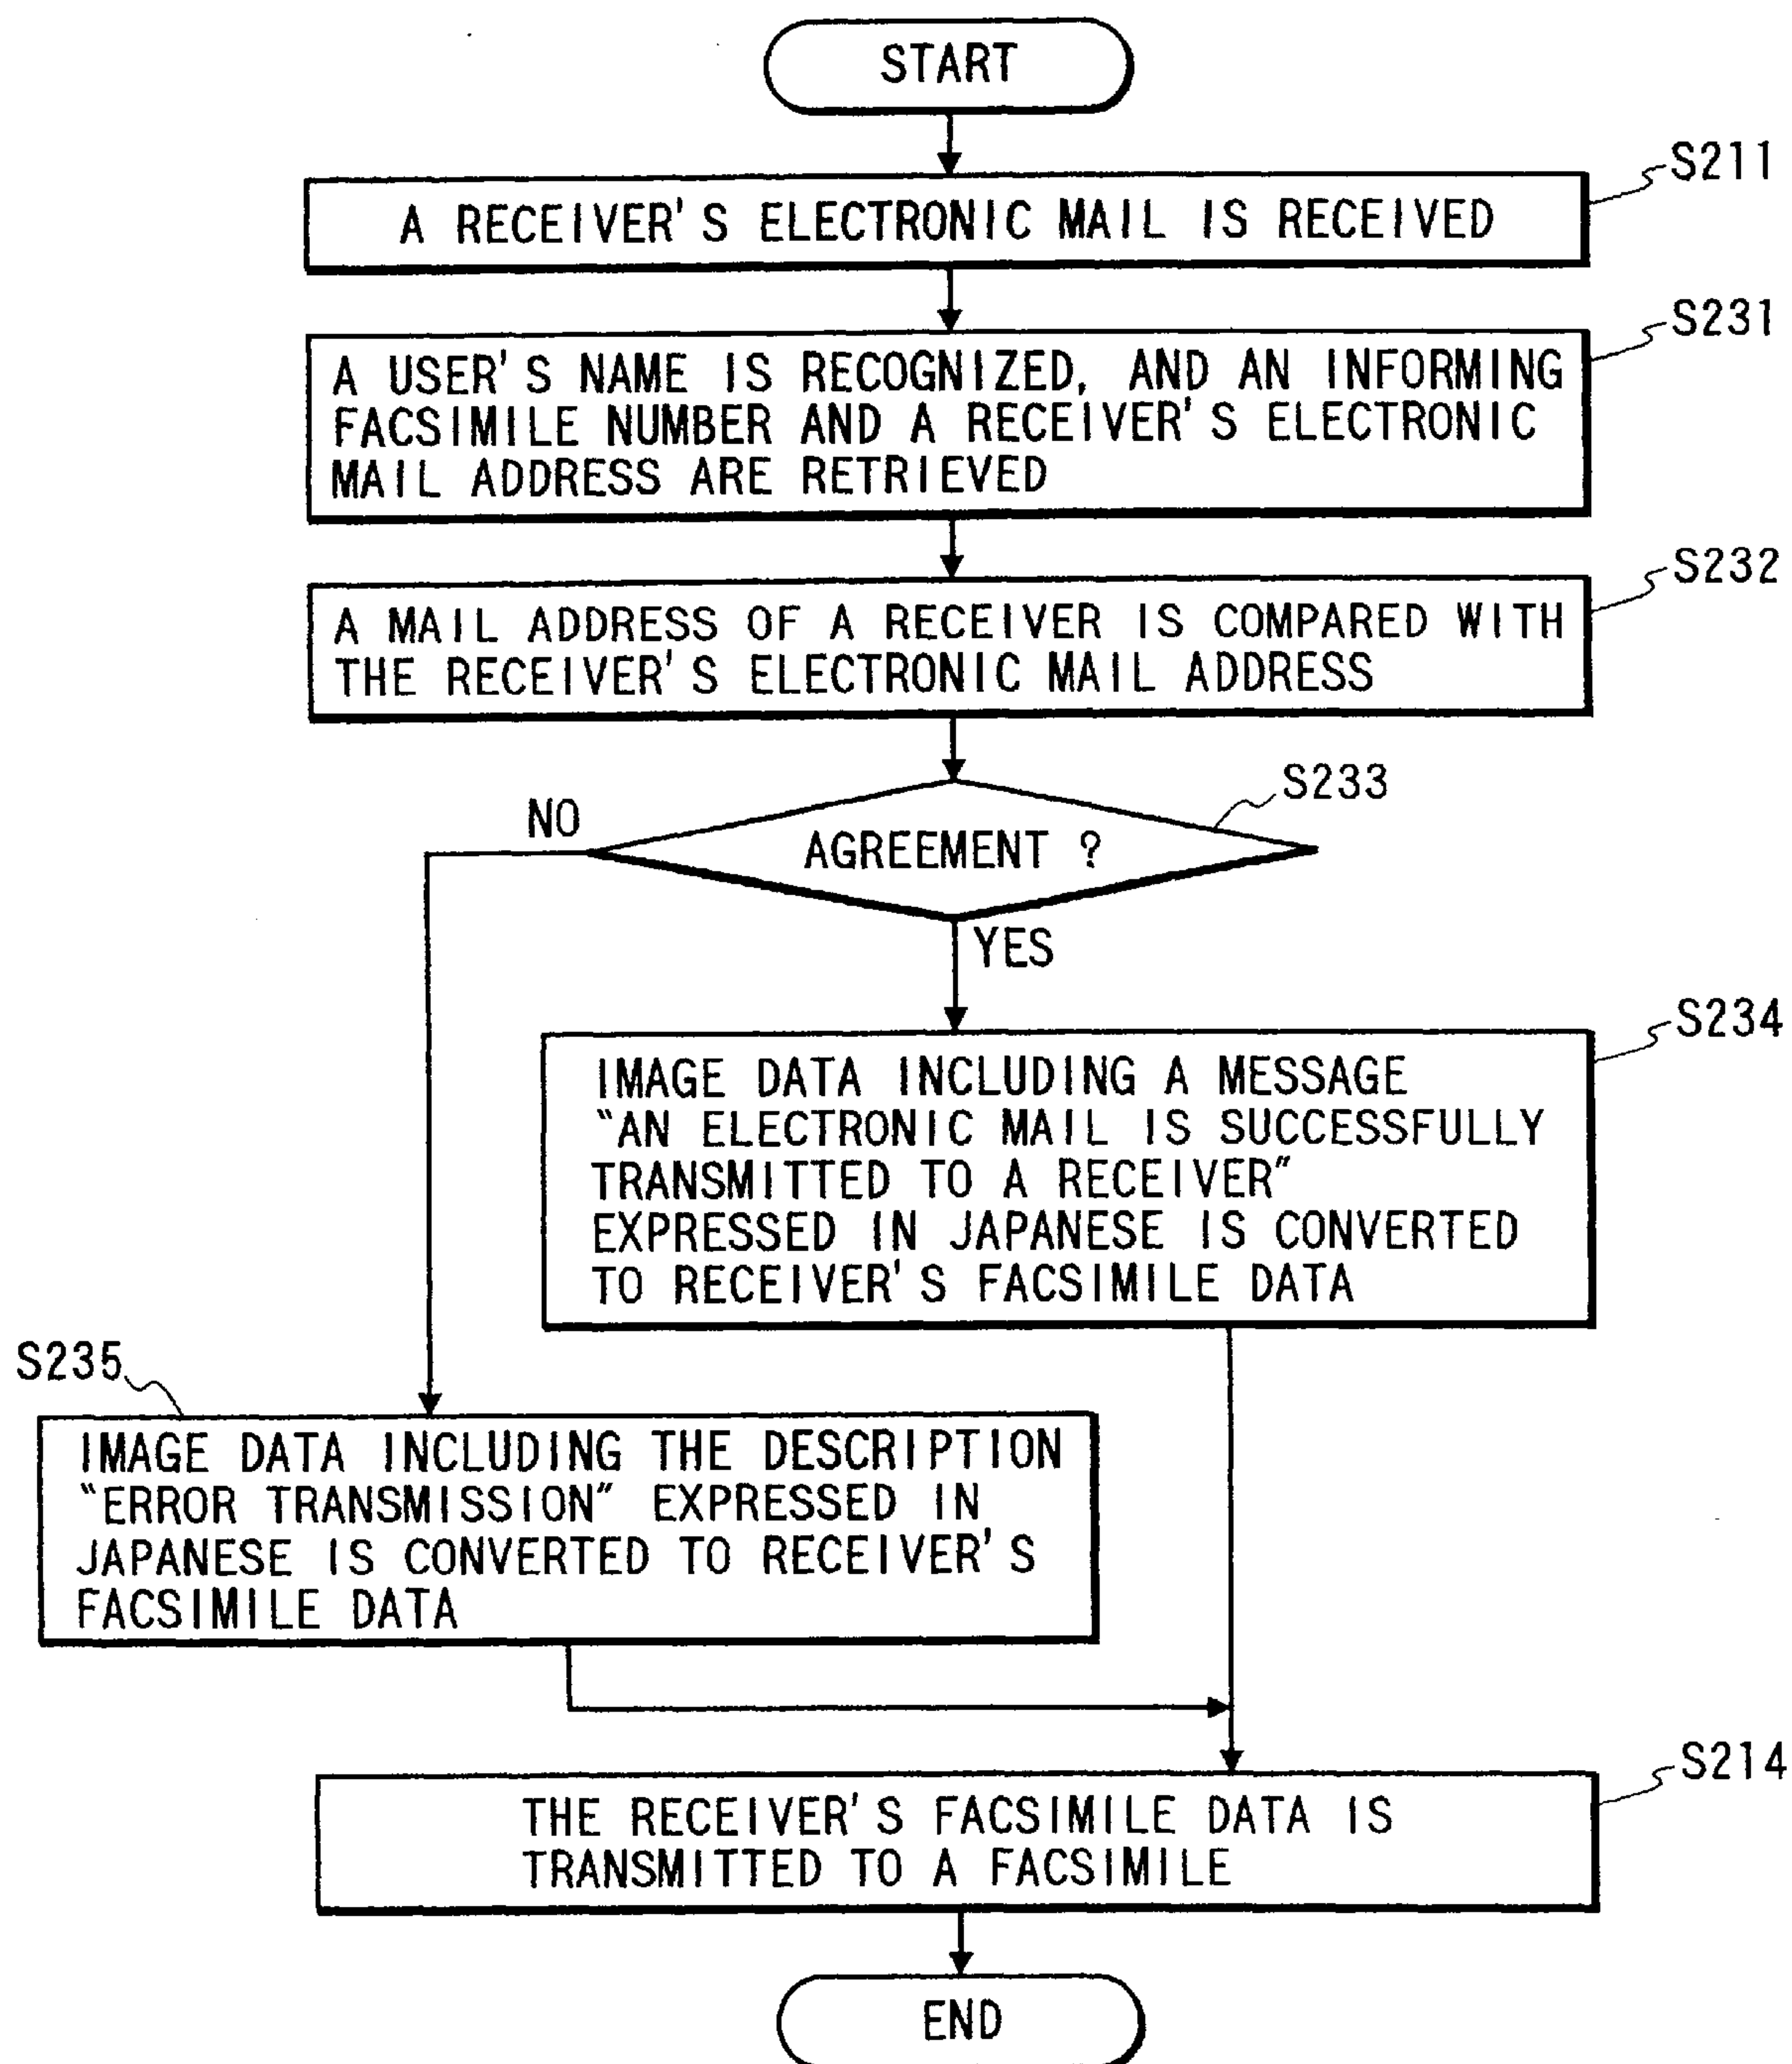 START
S211
A RECEIVER'S ELECTRONIC MAIL IS RECEIVED
S231
A USER'S NAME IS RECOGNIZED, AND AN INFORMING
FACSIMILE NUMBER AND A RECEIVER'S ELECTRONIC
MAIL ADDRESS ARE RETRIEVED
S232
A MAIL ADDRESS OF A RECEIVER IS COMPARED WITH
THE RECEIVER'S ELECTRONIC MAIL ADDRESS
S233
NO
AGREEMENT ?
YES
S234
IMAGE DATA INCLUDING A MESSAGE
"AN ELECTRONIC MAIL IS SUCCESSFULLY
TRANSMITTED TO A RECEIVER"
EXPRESSED IN JAPANESE IS CONVERTED
TO RECEIVER'S FACSIMILE DATA
S235
IMAGE DATA INCLUDING THE DESCRIPTION
"ERROR TRANSMISSION" EXPRESSED IN
JAPANESE IS CONVERTED TO RECEIVER'S
FACSIMILE DATA
S214
THE RECEIVER'S FACSIMILE DATA IS
TRANSMITTED TO A FACSIMILE
END